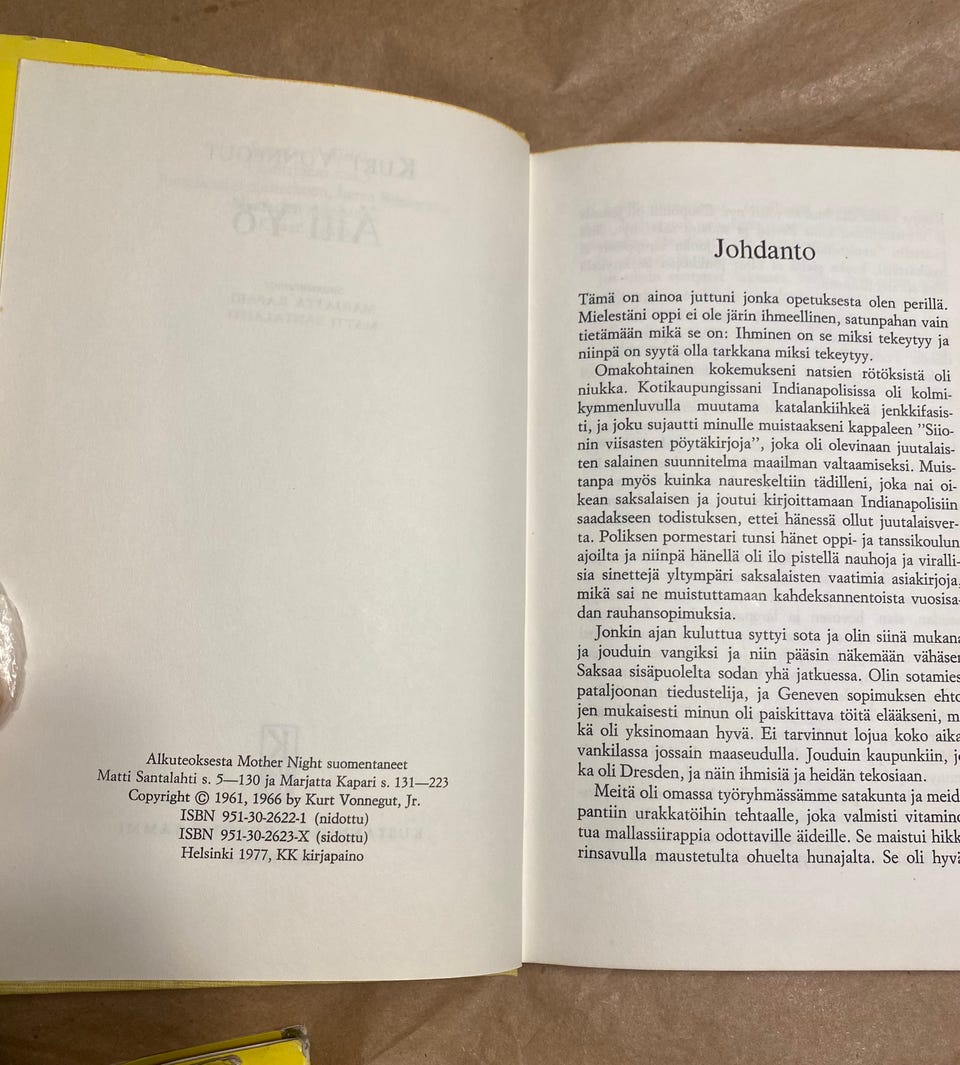 Alkuteoksesta Mother Night suomentaneet
Matti Santalahti s. 5—130 ja Marjatta Kapari s. 131—223
Copyright © 1961, 1966 by Kurt Vonnegut, Jr.
ISBN 951-30-2622-1 (nidottu)
ISBN 951-30-2623-X (sidottu)
Helsinki 1977, KK kirjapaino
Johdanto
Tämä on ainoa juttuni jonka opetuksesta olen perillä.
Mielestäni oppi ei ole järin ihmeellinen, satunpahan vain
tietämään mikä se on: Ihminen on se miksi tekeytyy ja
niinpä on syytä olla tarkkana miksi tekeytyy.
Omakohtainen kokemukseni natsien rötöksistä oli
niukka. Kotikaupungissani Indianapolisissa oli kolmi-
kymmenluvulla muutama katalankiihkeä jenkkifasis-
ti, ja joku sujautti minulle muistaakseni kappaleen ”Siio-
nin viisasten pöytäkirjoja”, joka oli olevinaan juutalais-
ten salainen suunnitelma maailman valtaamiseksi. Muis-
tanpa myös kuinka naureskeltiin tädilleni, joka nai oi-
kean saksalaisen ja joutui kirjoittamaan Indianapolisiin
saadakseen todistuksen, ettei hänessä ollut juutalaisver-
ta. Poliksen pormestari tunsi hänet oppi- ja tanssikoulun
ajoilta ja niinpä hänellä oli ilo pistellä nauhoja ja viralli-
sia sinettejä yltympäri saksalaisten vaatimia asiakirjoja,
mikä sai ne muistuttamaan kahdeksannentoista vuosisa-
dan rauhansopimuksia.
Jonkin ajan kuluttua syttyi sota ja olin siinä mukana
ja jouduin vangiksi ja niin pääsin näkemään vähäsen
Saksaa sisäpuolelta sodan yhä jatkuessa. Olin sotamies
pataljoonan tiedustelija, ja Geneven sopimuksen ehto
jen mukaisesti minun oli paiskittava töitä elääkseni, m
kä oli yksinomaan hyvä. Ei tarvinnut lojua koko aika
vankilassa jossain maaseudulla. Jouduin kaupunkiin, j
ka oli Dresden, ja näin ihmisiä ja heidän tekosiaan.
Meitä oli omassa työryhmässämme satakunta ja meid
pantiin urakkatöihin tehtaalle, joka valmisti vitamino
tua mallassiirappia odottaville äideille. Se maistui hikk
rinsavulla maustetulta ohuelta hunajalta. Se oli hyvä